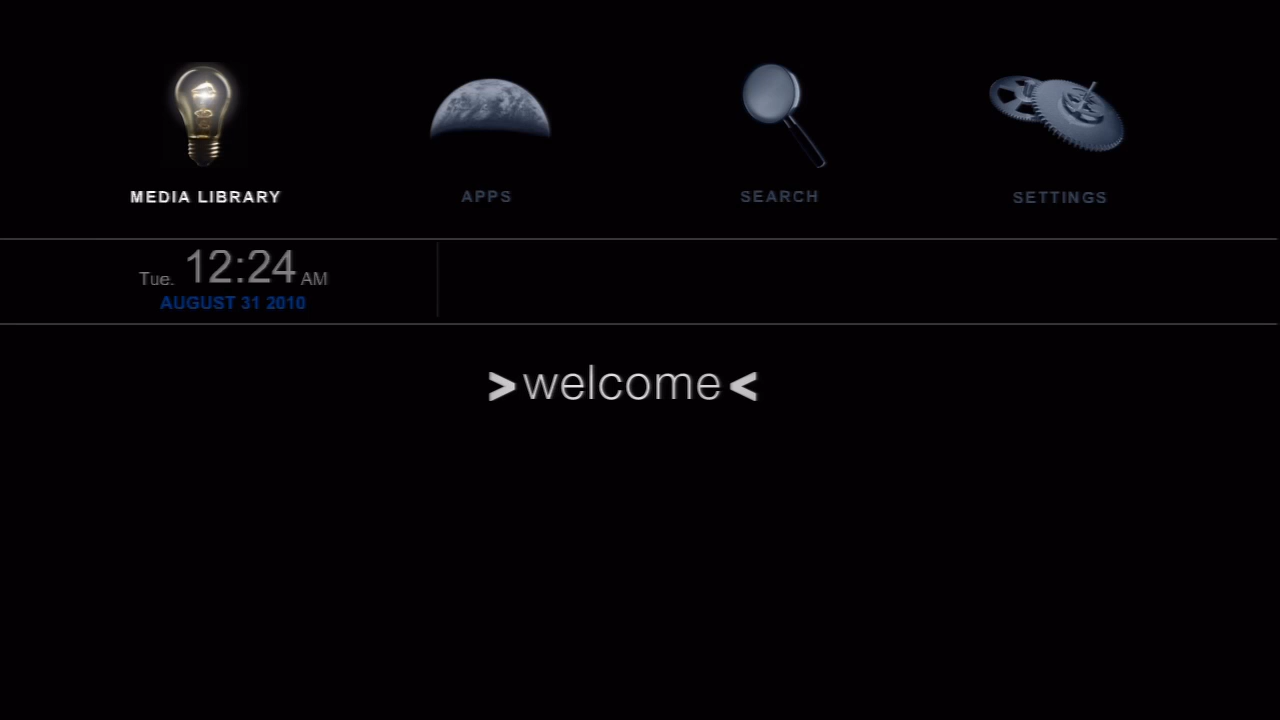 MEDIA LIBRARY
APPS
SEARCH
SETTINGS
Tue. 12:24 AM
AUGUST 31 2010
>welcome<